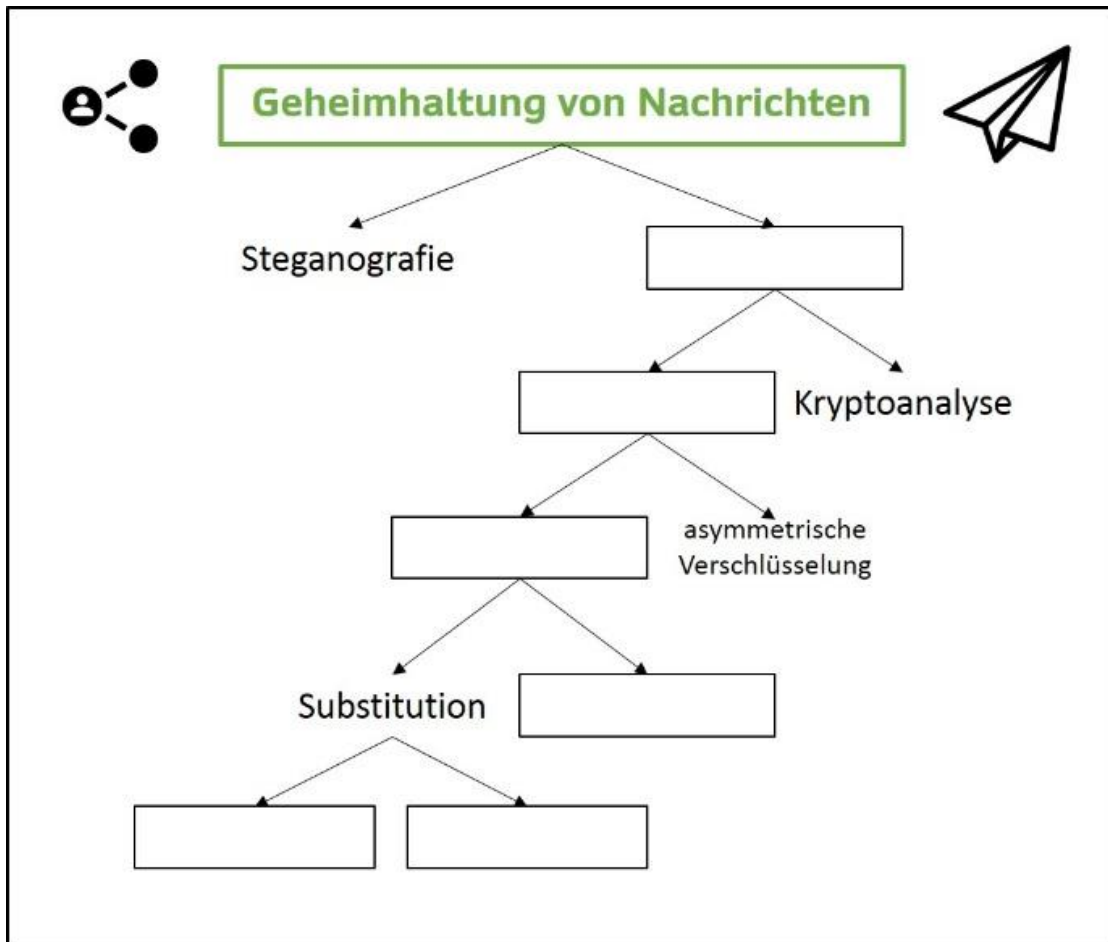 Geheimhaltung von Nachrichten
Steganografie
Kryptoanalyse
asymmetrische
Verschlüsselung
Substitution